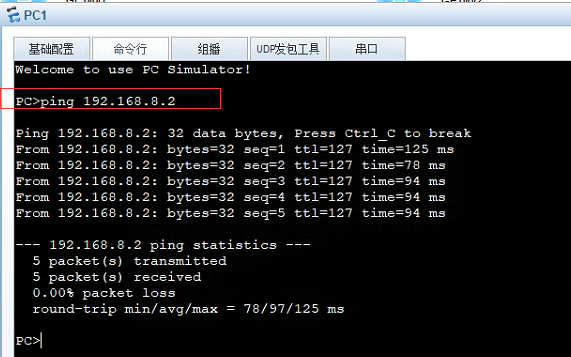 PC1
基础配置 命令行 组播 UDP发包工具 串口
Welcome to use PC Simulator!
PC>ping 192.168.8.2
Ping 192.168.8.2: 32 data bytes, Press Ctrl_C to break
From 192.168.8.2: bytes=32 seq=1 ttl=127 time=125 ms
From 192.168.8.2: bytes=32 seq=2 ttl=127 time=78 ms
From 192.168.8.2: bytes=32 seq=3 ttl=127 time=94 ms
From 192.168.8.2: bytes=32 seq=4 ttl=127 time=94 ms
From 192.168.8.2: bytes=32 seq=5 ttl=127 time=94 ms
--- 192.168.8.2 ping statistics ---
5 packet(s) transmitted
5 packet(s) received
0.00% packet loss
round-trip min/avg/max = 78/97/125 ms
PC>